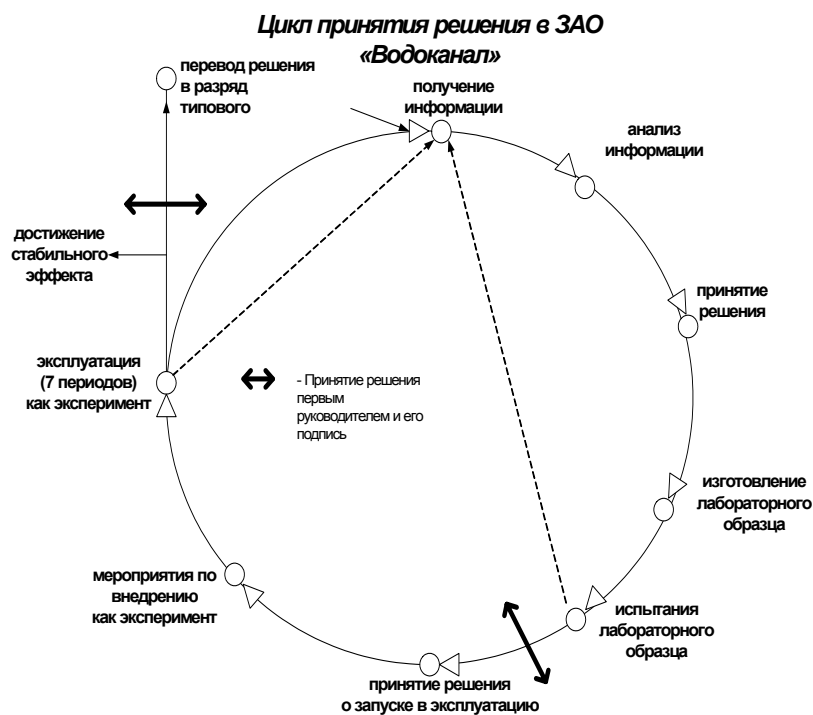 Цикл принятия решения в ЗАО
«Водоканал»
перевод решения
в разряд
типового
получение
информации
анализ
информации
достижение
стабильного
эффекта
принятие
решения
эксплуатация
(7 периодов)
как эксперимент
- Принятие решения
первым
руководителем и его
подпись
изготовление
лабораторного
образца
мероприятия по
внедрению
как эксперимент
испытания
лабораторного
образца
принятие решения
о запуске в эксплуатацию